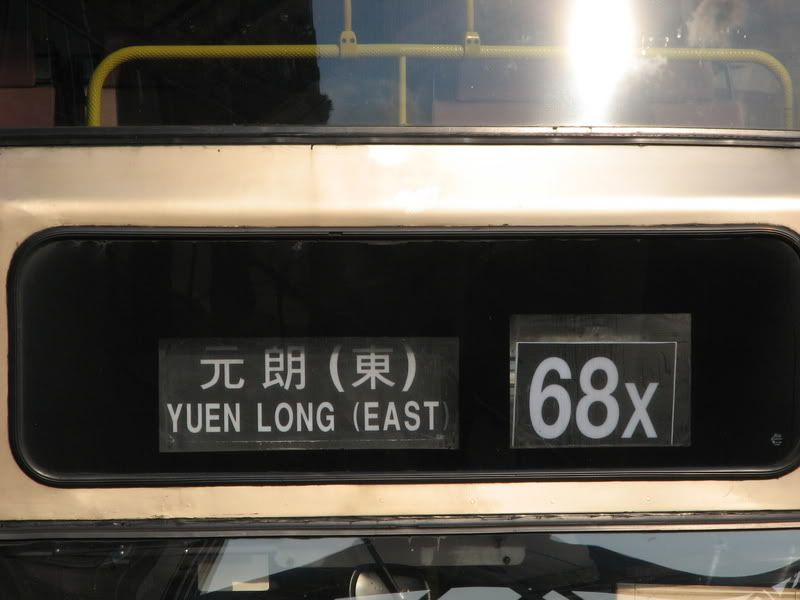 元朗(東)
YUEN LONG (EAST)
68X